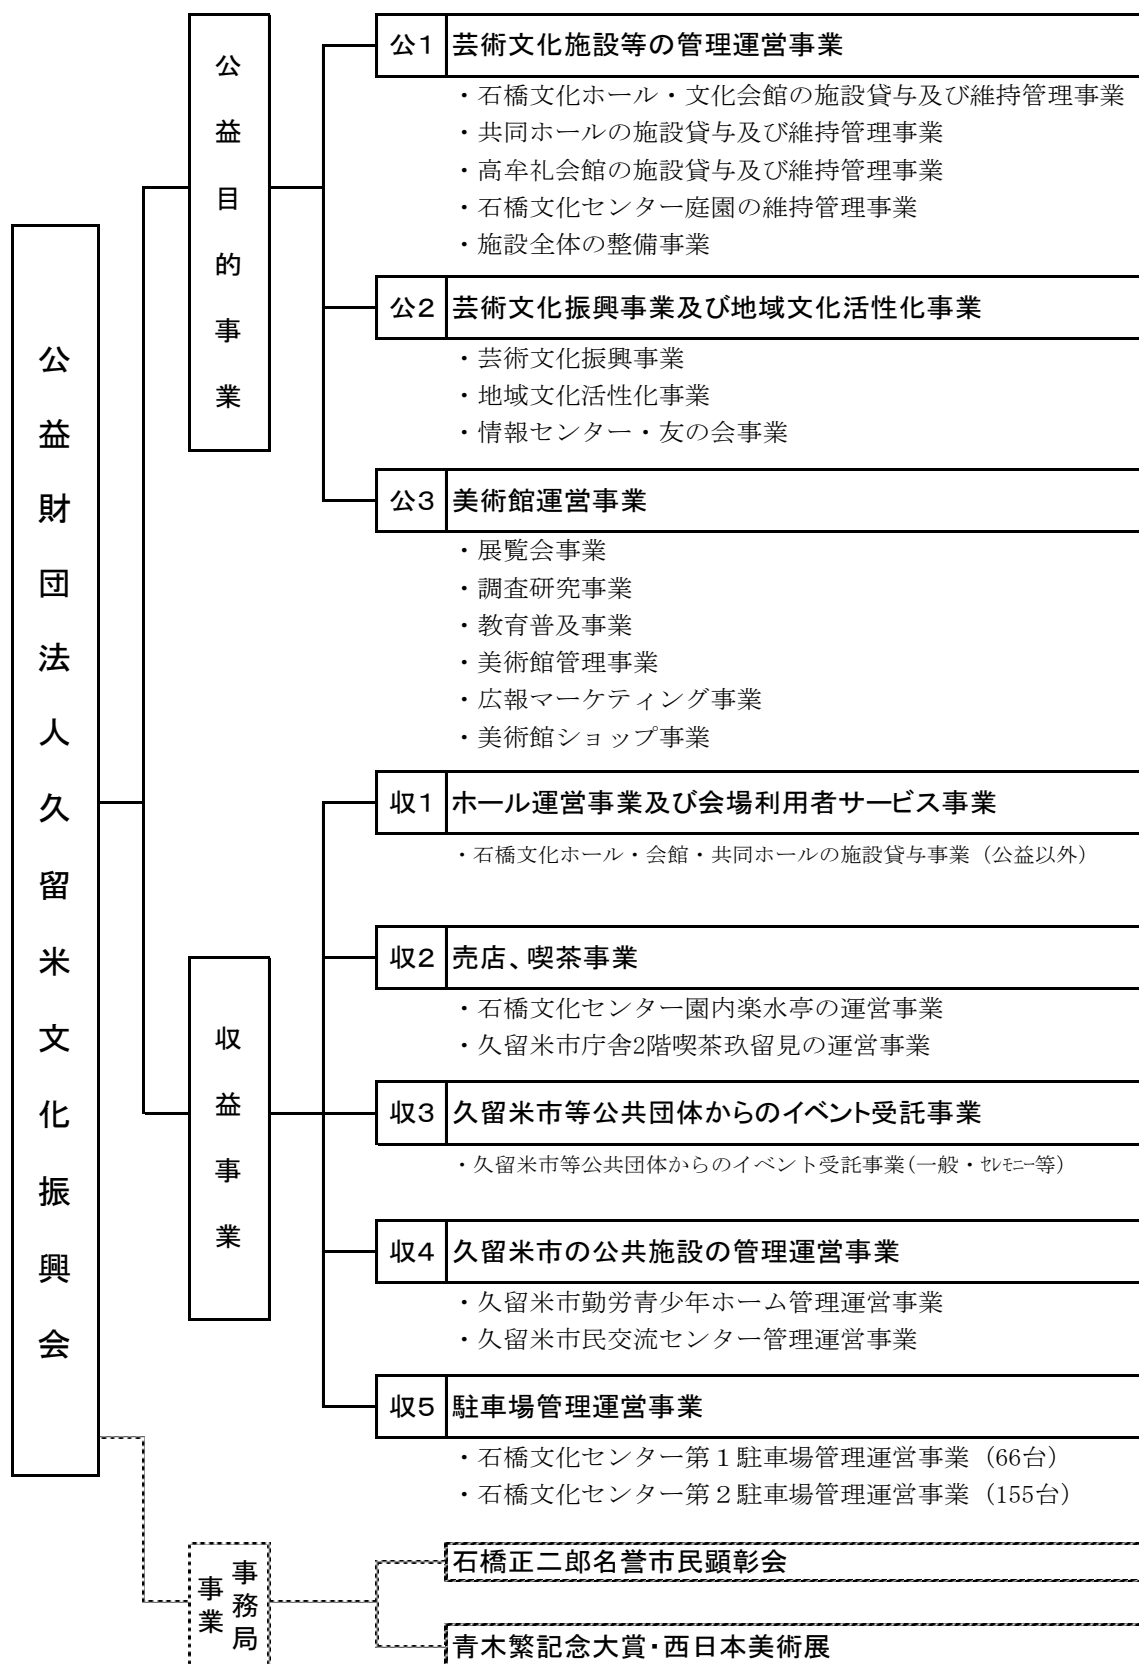 公益財団法人久留米文化振興会
公益目的事業
公1 芸術文化施設等の管理運営事業
・石橋文化ホール・文化会館の施設貸与及び維持管理事業
・共同ホールの施設貸与及び維持管理事業
・高牟礼会館の施設貸与及び維持管理事業
・石橋文化センター庭園の維持管理事業
・施設全体の整備事業
公2 芸術文化振興事業及び地域文化活性化事業
・芸術文化振興事業
・地域文化活性化事業
・情報センター・友の会事業
公3 美術館運営事業
・展覧会事業
・調査研究事業
・教育普及事業
・美術館管理事業
・広報マーケティング事業
・美術館ショップ事業
収益事業
収1 ホール運営事業及び会場利用者サービス事業
・石橋文化ホール・会館・共同ホールの施設貸与事業（公益以外）
収2 売店、喫茶事業
・石橋文化センター園内楽水亭の運営事業
・久留米市庁舎2階喫茶玖留見の運営事業
収3 久留米市等公共団体からのイベント受託事業
・久留米市等公共団体からのイベント受託事業(一般・ｾﾚﾓﾆｰ等)
収4 久留米市の公共施設の管理運営事業
・久留米市勤労青少年ホーム管理運営事業
・久留米市民交流センター管理運営事業
収5 駐車場管理運営事業
・石橋文化センター第１駐車場管理運営事業（66台）
・石橋文化センター第２駐車場管理運営事業（155台）
事務局
事業
石橋正二郎名誉市民顕彰会
青木繁記念大賞・西日本美術展